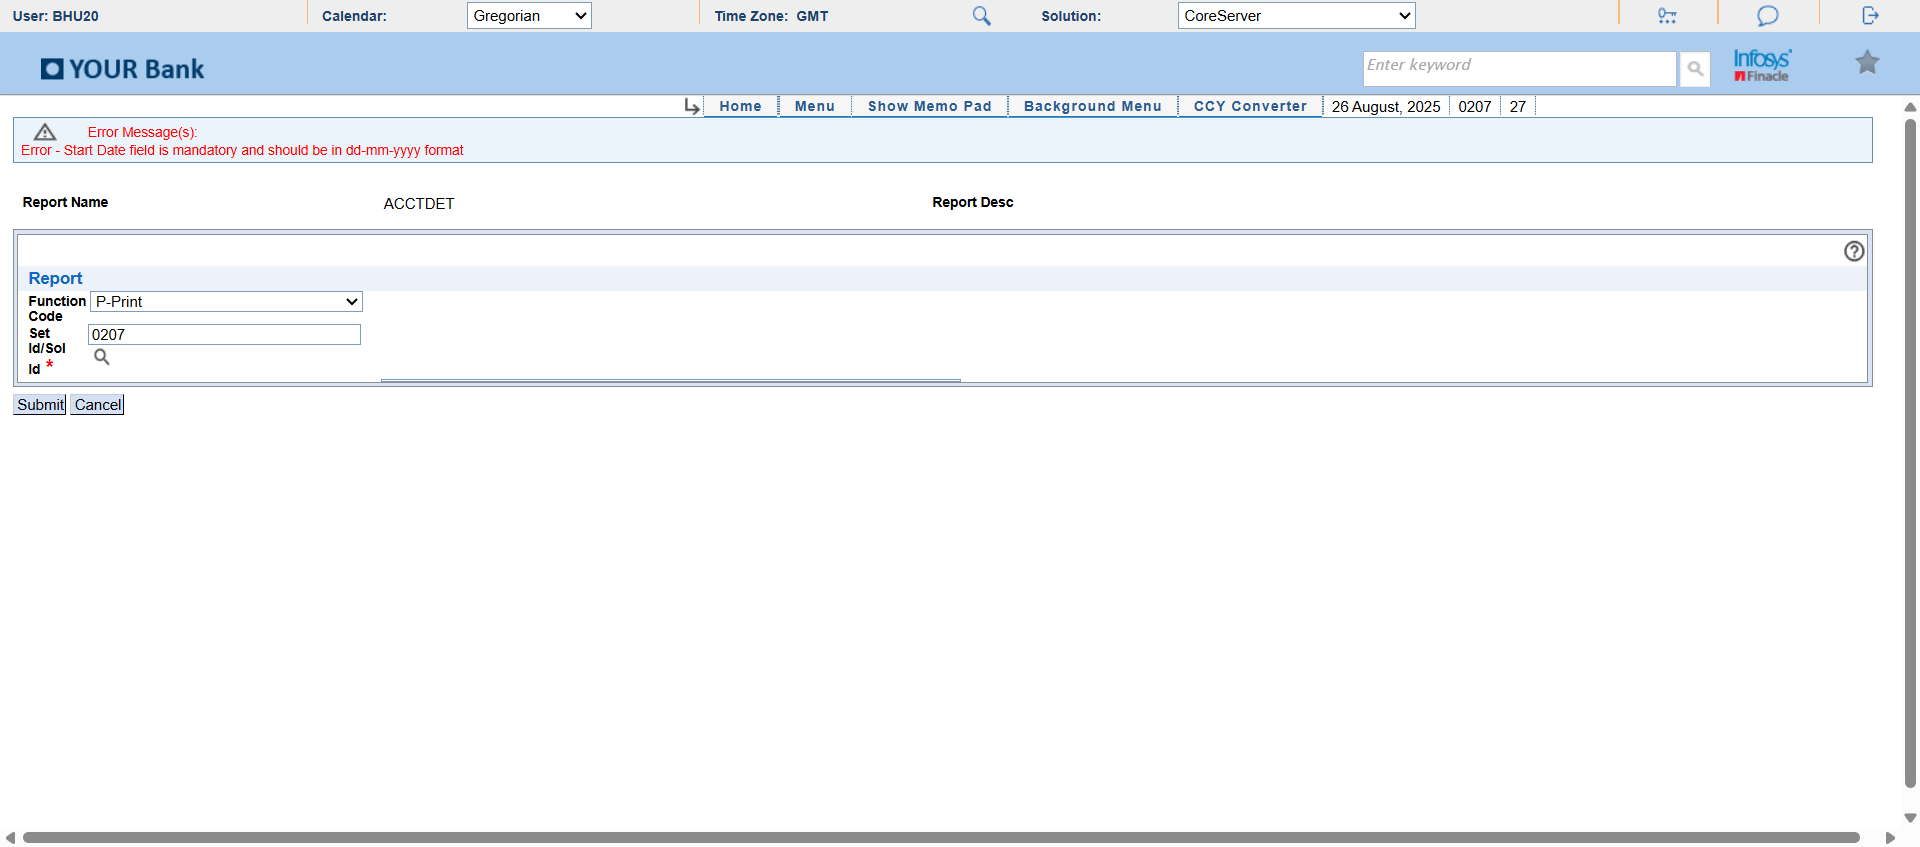 User: BHU20 Calendar: Gregorian Time Zone: GMT Solution: CoreServer
YOUR Bank Enter keyword Infosys Finacle
Home Menu Show Memo Pad Background Menu CCY Converter 26 August, 2025 0207 27
Error Message(s):
Error - Start Date field is mandatory and should be in dd-mm-yyyy format
Report Name ACCTDET Report Desc
Report
Function Code P-Print
Set Id/Sol Id * 0207
Submit Cancel